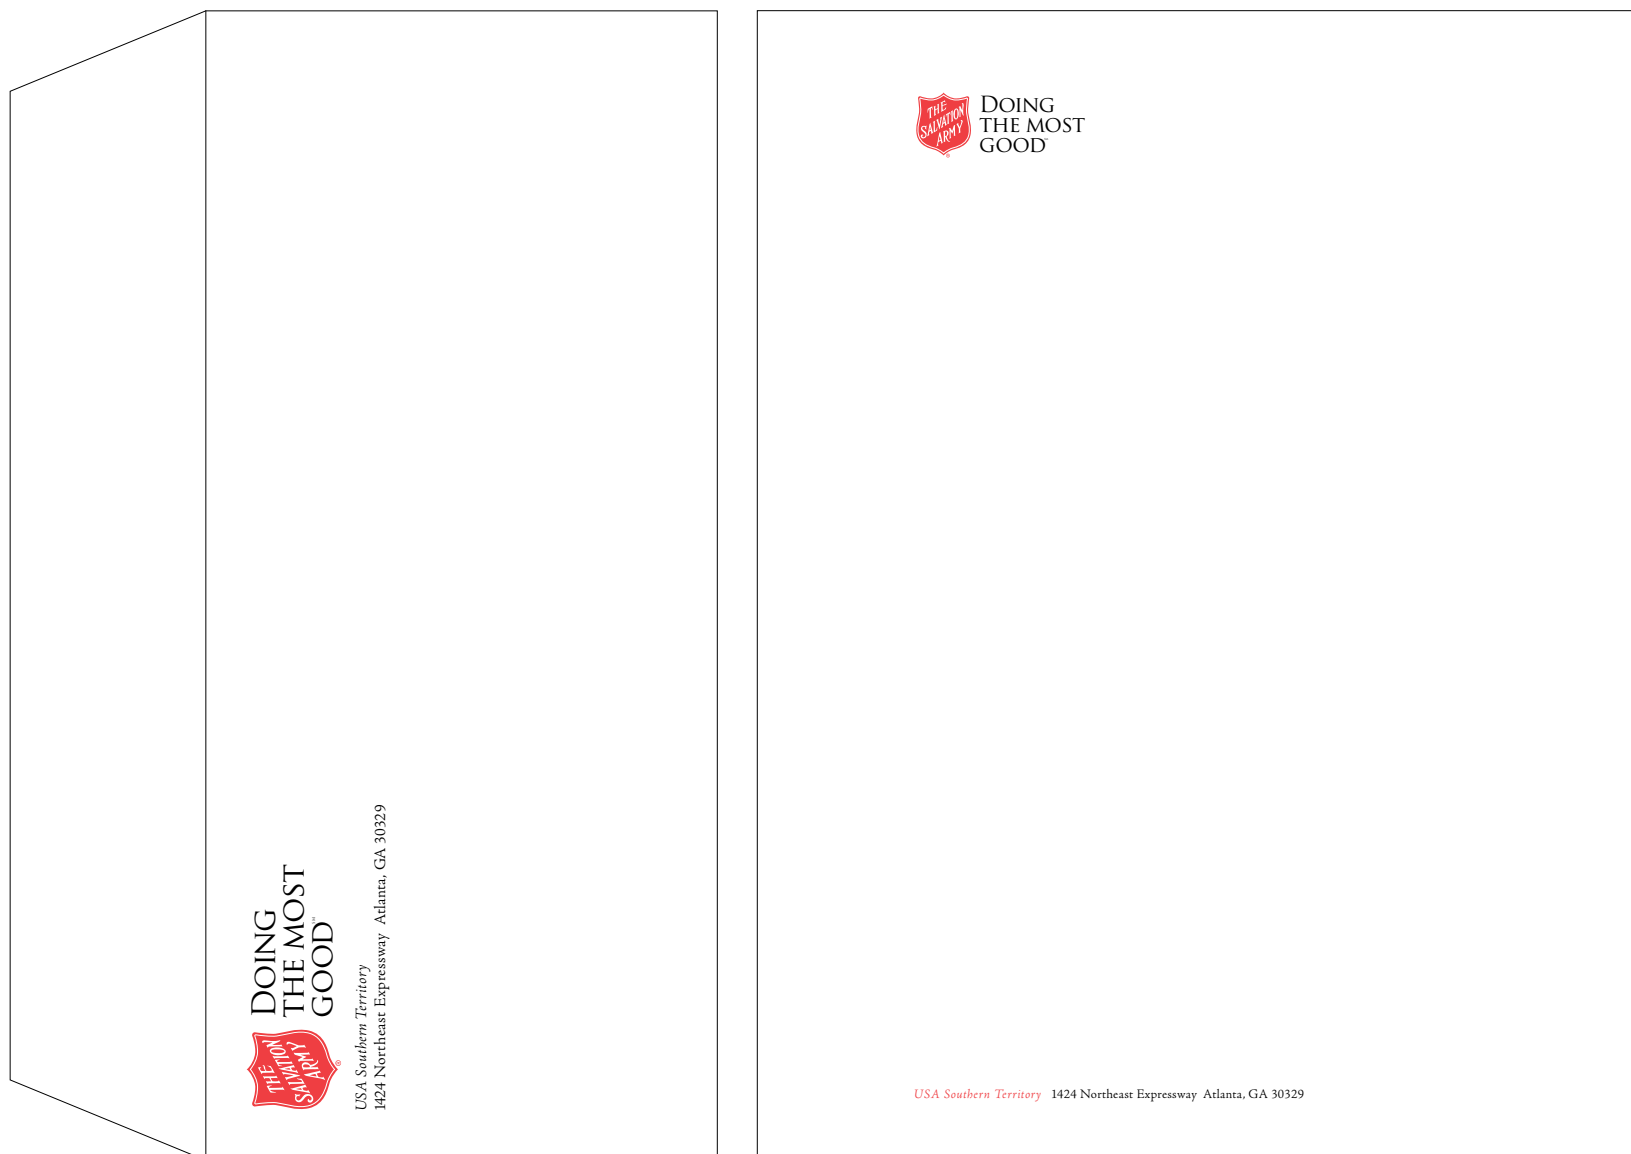 THE
SALVATION
ARMY
®
DOING
THE MOST
GOOD™
USA Southern Territory
1424 Northeast Expressway Atlanta, GA 30329
THE
SALVATION
ARMY
®
DOING
THE MOST
GOOD
USA Southern Territory 1424 Northeast Expressway Atlanta, GA 30329